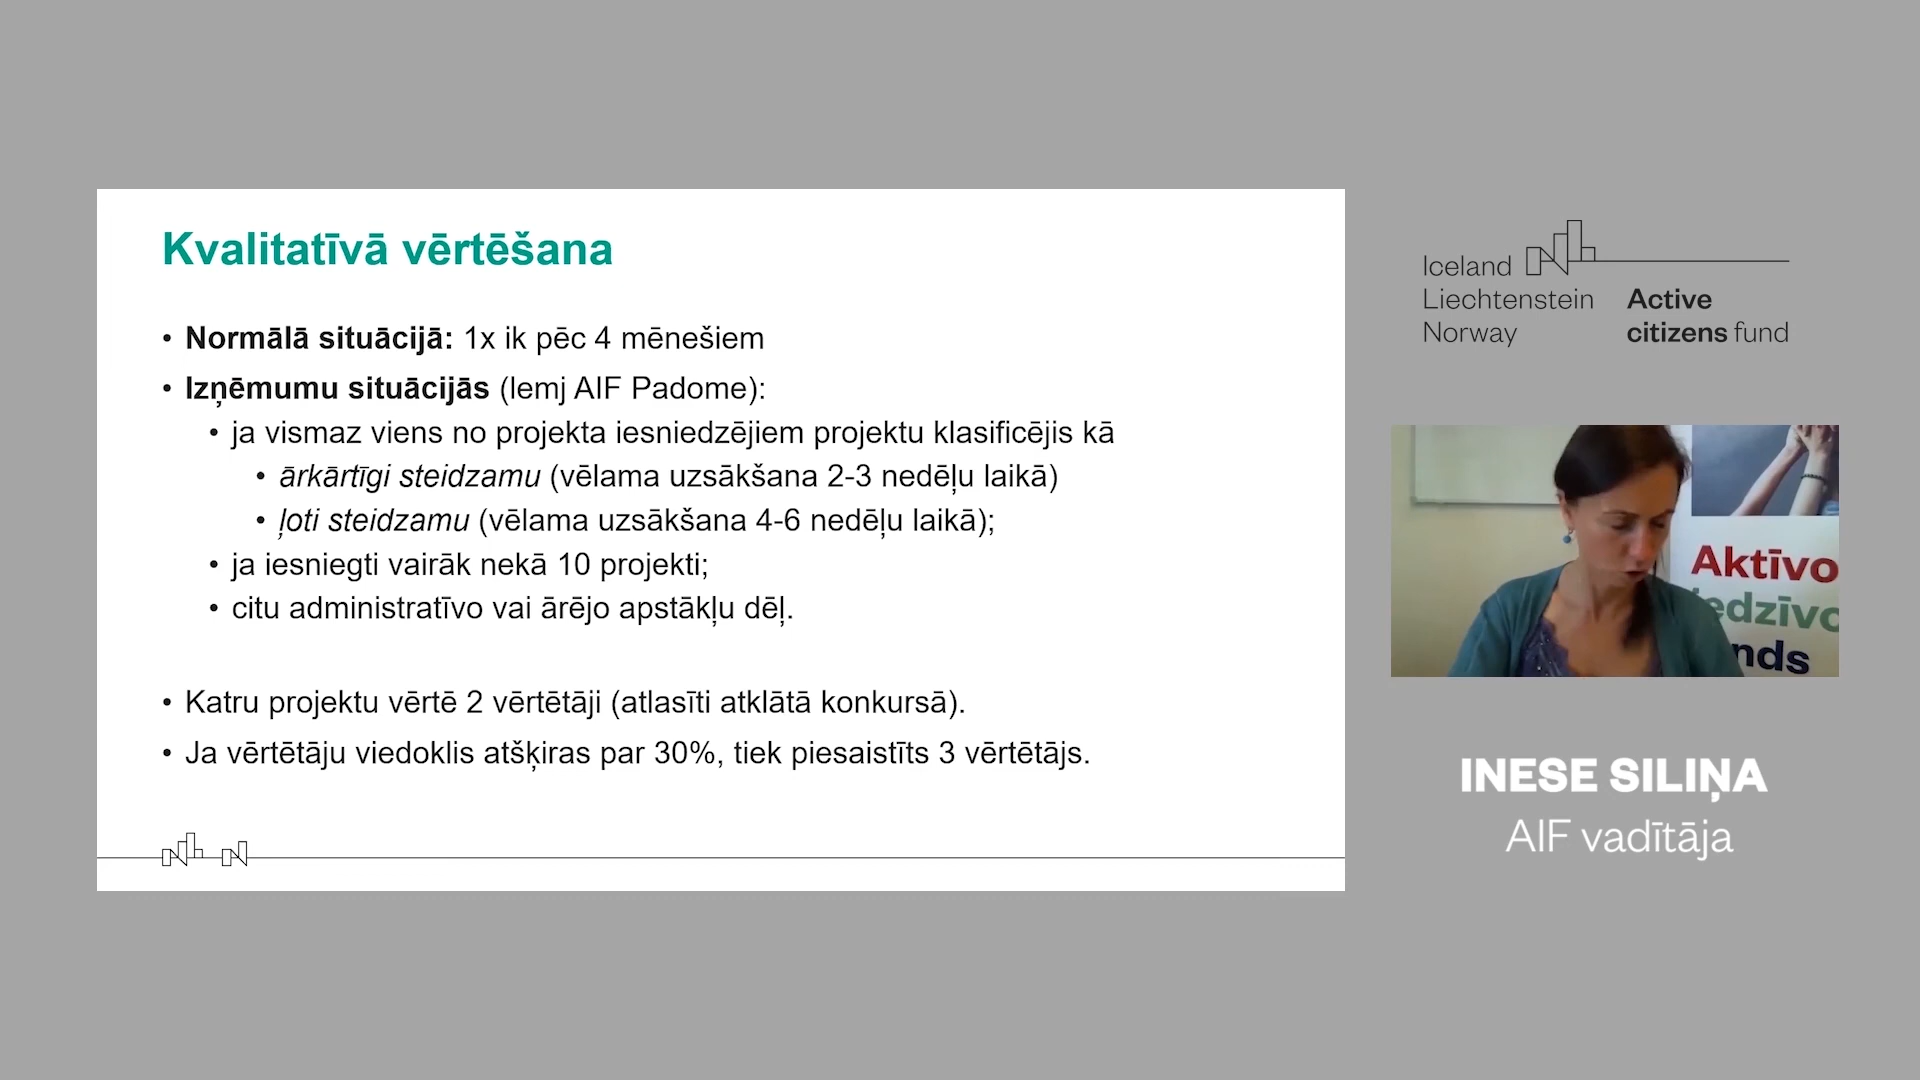 Kvalitatīvā vērtēšana
• Normālā situācijā: 1x ik pēc 4 mēnešiem
• Izņēmumu situācijās (lemj AIF Padome):
• ja vismaz viens no projekta iesniedzējiem projektu klasificējis kā
• ārkārtīgi steidzamu (vēlama uzsākšana 2-3 nedēļu laikā)
• ļoti steidzamu (vēlama uzsākšana 4-6 nedēļu laikā);
• ja iesniegti vairāk nekā 10 projekti;
• citu administratīvo vai ārējo apstākļu dēļ.
• Katru projektu vērtē 2 vērtētāji (atlasīti atklātā konkursā).
• Ja vērtētāju viedoklis atšķiras par 30%, tiek piesaistīts 3 vērtētājs.
Iceland
Liechtenstein Active
Norway citizens fund
Aktīvo
iedzīvo
nds
INESE SILIŅA
AIF vadītāja